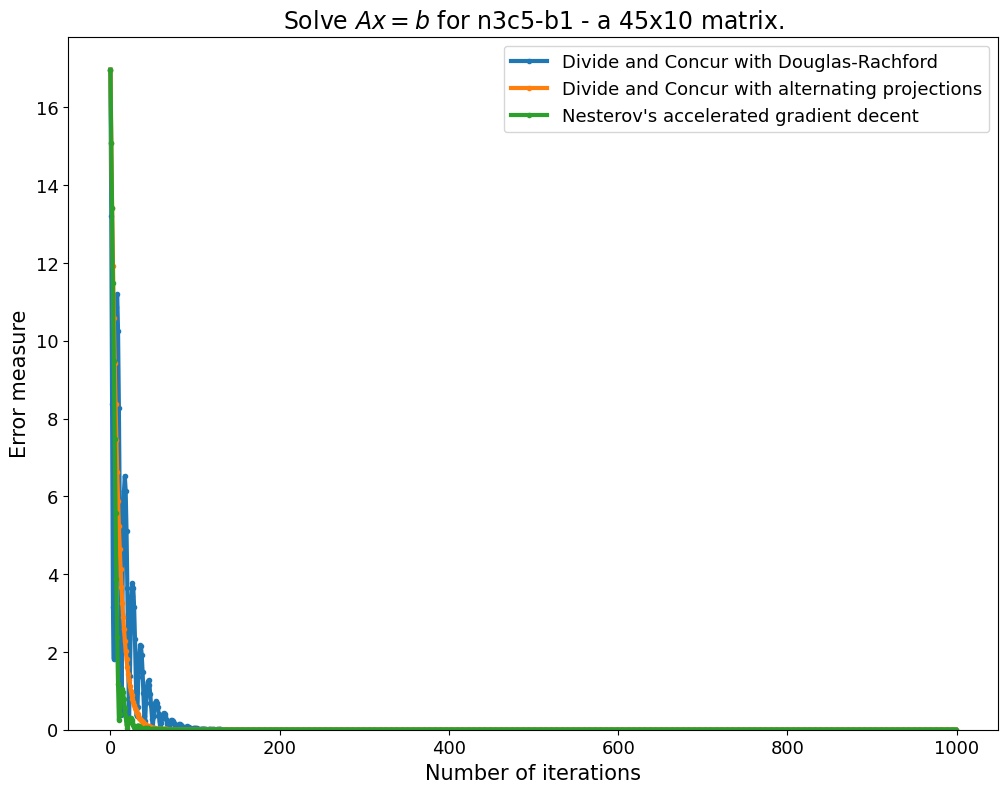 Solve Ax = b for n3c5-b1 - a 45x10 matrix.
Divide and Concur with Douglas-Rachford
Divide and Concur with alternating projections
Nesterov's accelerated gradient decent
Error measure
16
14
12
10
8
6
4
2
0
0 200 400 600 800 1000
Number of iterations